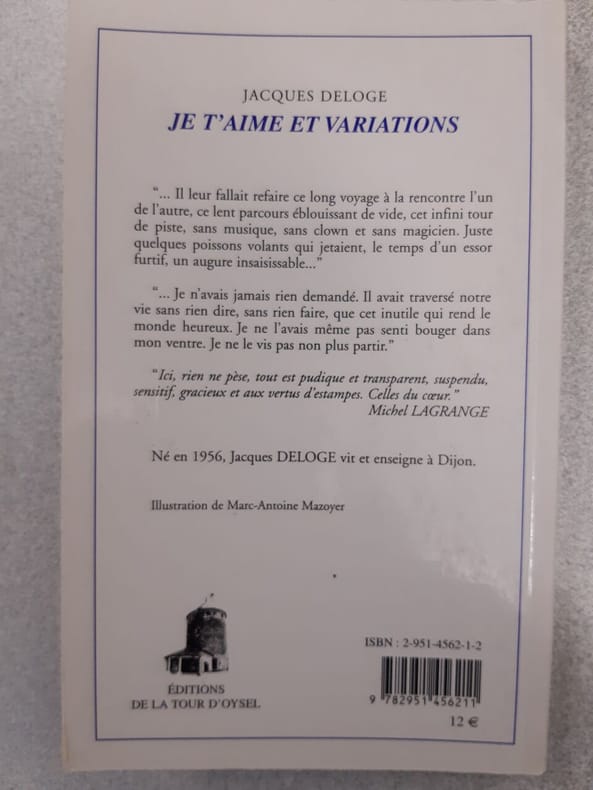 JACQUES DELOGE
JE T'AIME ET VARIATIONS
“... Il leur fallait refaire ce long voyage à la rencontre l'un
de l'autre, ce lent parcours éblouissant de vide, cet infini tour
de piste, sans musique, sans clown et sans magicien. Juste
quelques poissons volants qui jetaient, le temps d'un essor
furtif, un augure insaisissable...”
“... Je n'avais jamais rien demandé. Il avait traversé notre
vie sans rien dire, sans rien faire, que cet inutile qui rend le
monde heureux. Je ne l'avais même pas senti bouger dans
mon ventre. Je ne le vis pas non plus partir.”
“Ici, rien ne pèse, tout est pudique et transparent, suspendu,
sensitif, gracieux et aux vertus d'estampes. Celles du cœur.”
Michel LAGRANGE
Né en 1956, Jacques DELOGE vit et enseigne à Dijon.
Illustration de Marc-Antoine Mazoyer
ÉDITIONS
DE LA TOUR D'OYSEL
ISBN : 2-951-4562-1-2
9 782951 456211
12 €